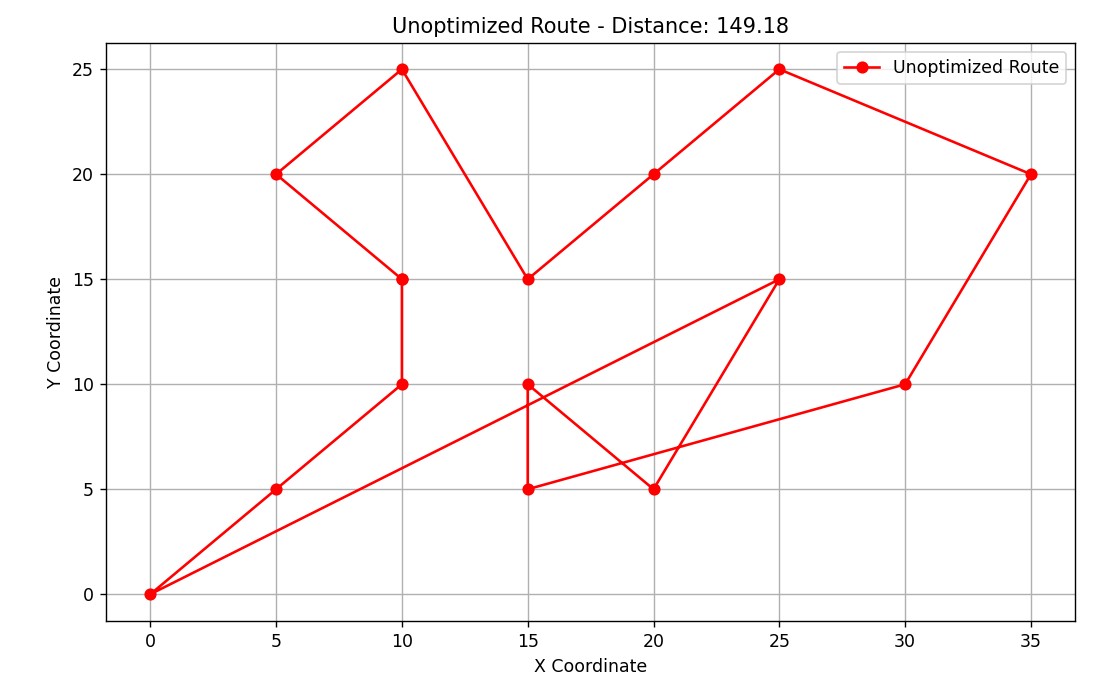 Unoptimized Route - Distance: 149.18
Unoptimized Route
25
20
15
10
5
0
Y Coordinate
0 5 10 15 20 25 30 35
X Coordinate